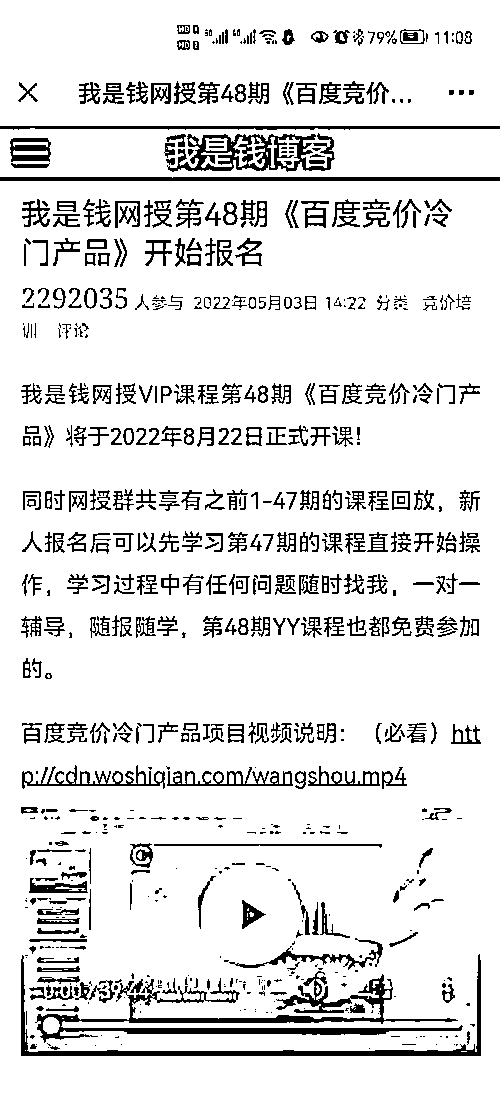 79% 11:08
我是钱网授第48期《百度竞价...
我是钱博客
我是钱网授第48期《百度竞价冷
门产品》开始报名
2292035 人参与 2022年05月03日 14:22 分类 竞价培
训 评论
我是钱网授VIP课程第48期《百度竞价冷门产
品》将于2022年8月22日正式开课!
同时网授群共享有之前1-47期的课程回放，新
人报名后可以先学习第47期的课程直接开始操
作，学习过程中有任何问题随时找我，一对一
辅导，随报随学，第48期YY课程也都免费参加
的。
百度竞价冷门产品项目视频说明：（必看）htt
p://cdn.woshiqian.com/wangshou.mp4